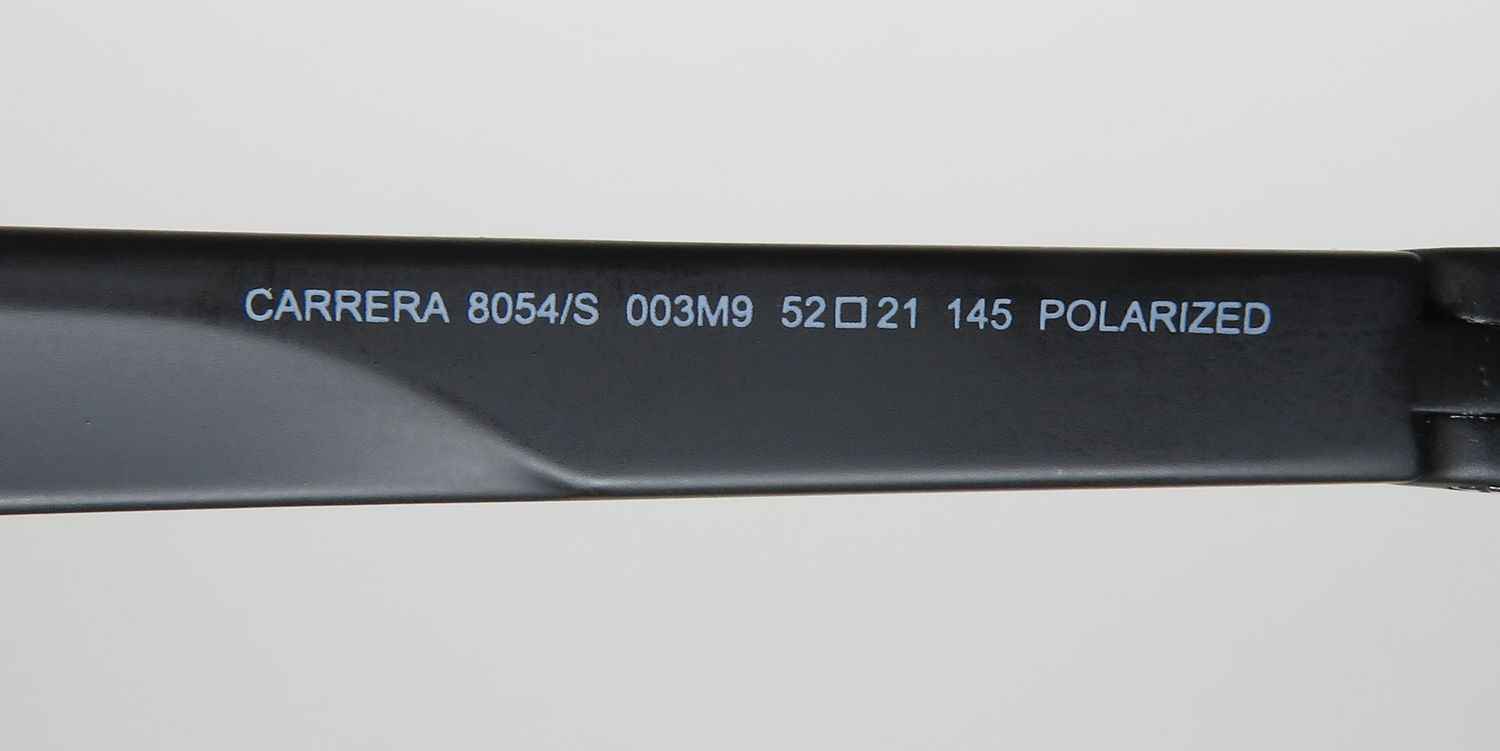 CARRERA 8054/S 003M9 52□21 145 POLARIZED